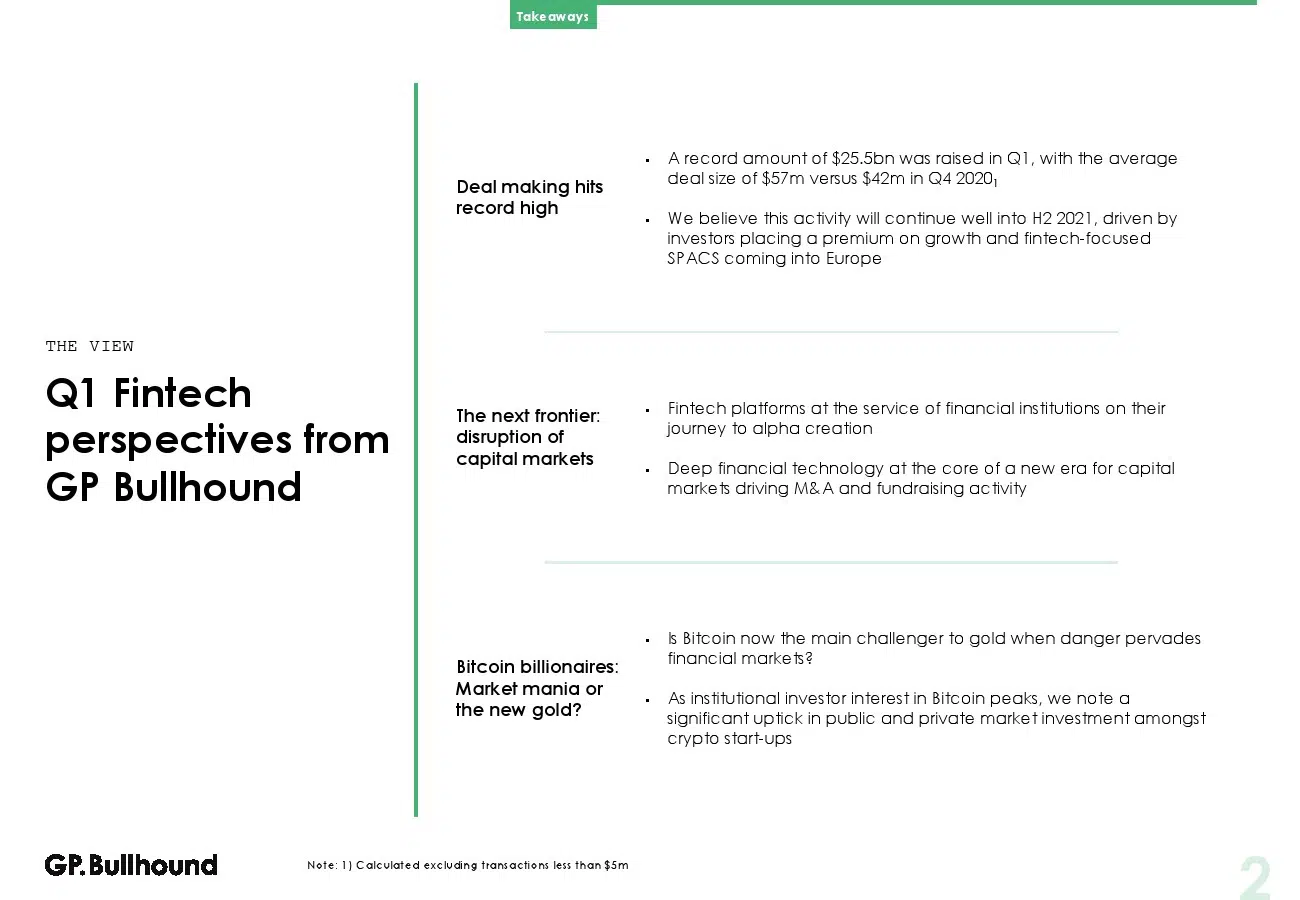 Takeaways
THE VIEW
Q1 Fintech
perspectives from
GP Bullhound
Deal making hits
record high
▪ A record amount of $25.5bn was raised in Q1, with the average
deal size of $57m versus $42m in Q4 2020₁
▪ We believe this activity will continue well into H2 2021, driven by
investors placing a premium on growth and fintech-focused
SPACS coming into Europe
The next frontier:
disruption of
capital markets
▪ Fintech platforms at the service of financial institutions on their
journey to alpha creation
▪ Deep financial technology at the core of a new era for capital
markets driving M&A and fundraising activity
Bitcoin billionaires:
Market mania or
the new gold?
▪ Is Bitcoin now the main challenger to gold when danger pervades
financial markets?
▪ As institutional investor interest in Bitcoin peaks, we note a
significant uptick in public and private market investment amongst
crypto start-ups
GP.Bullhound
Note: 1) Calculated excluding transactions less than $5m
2